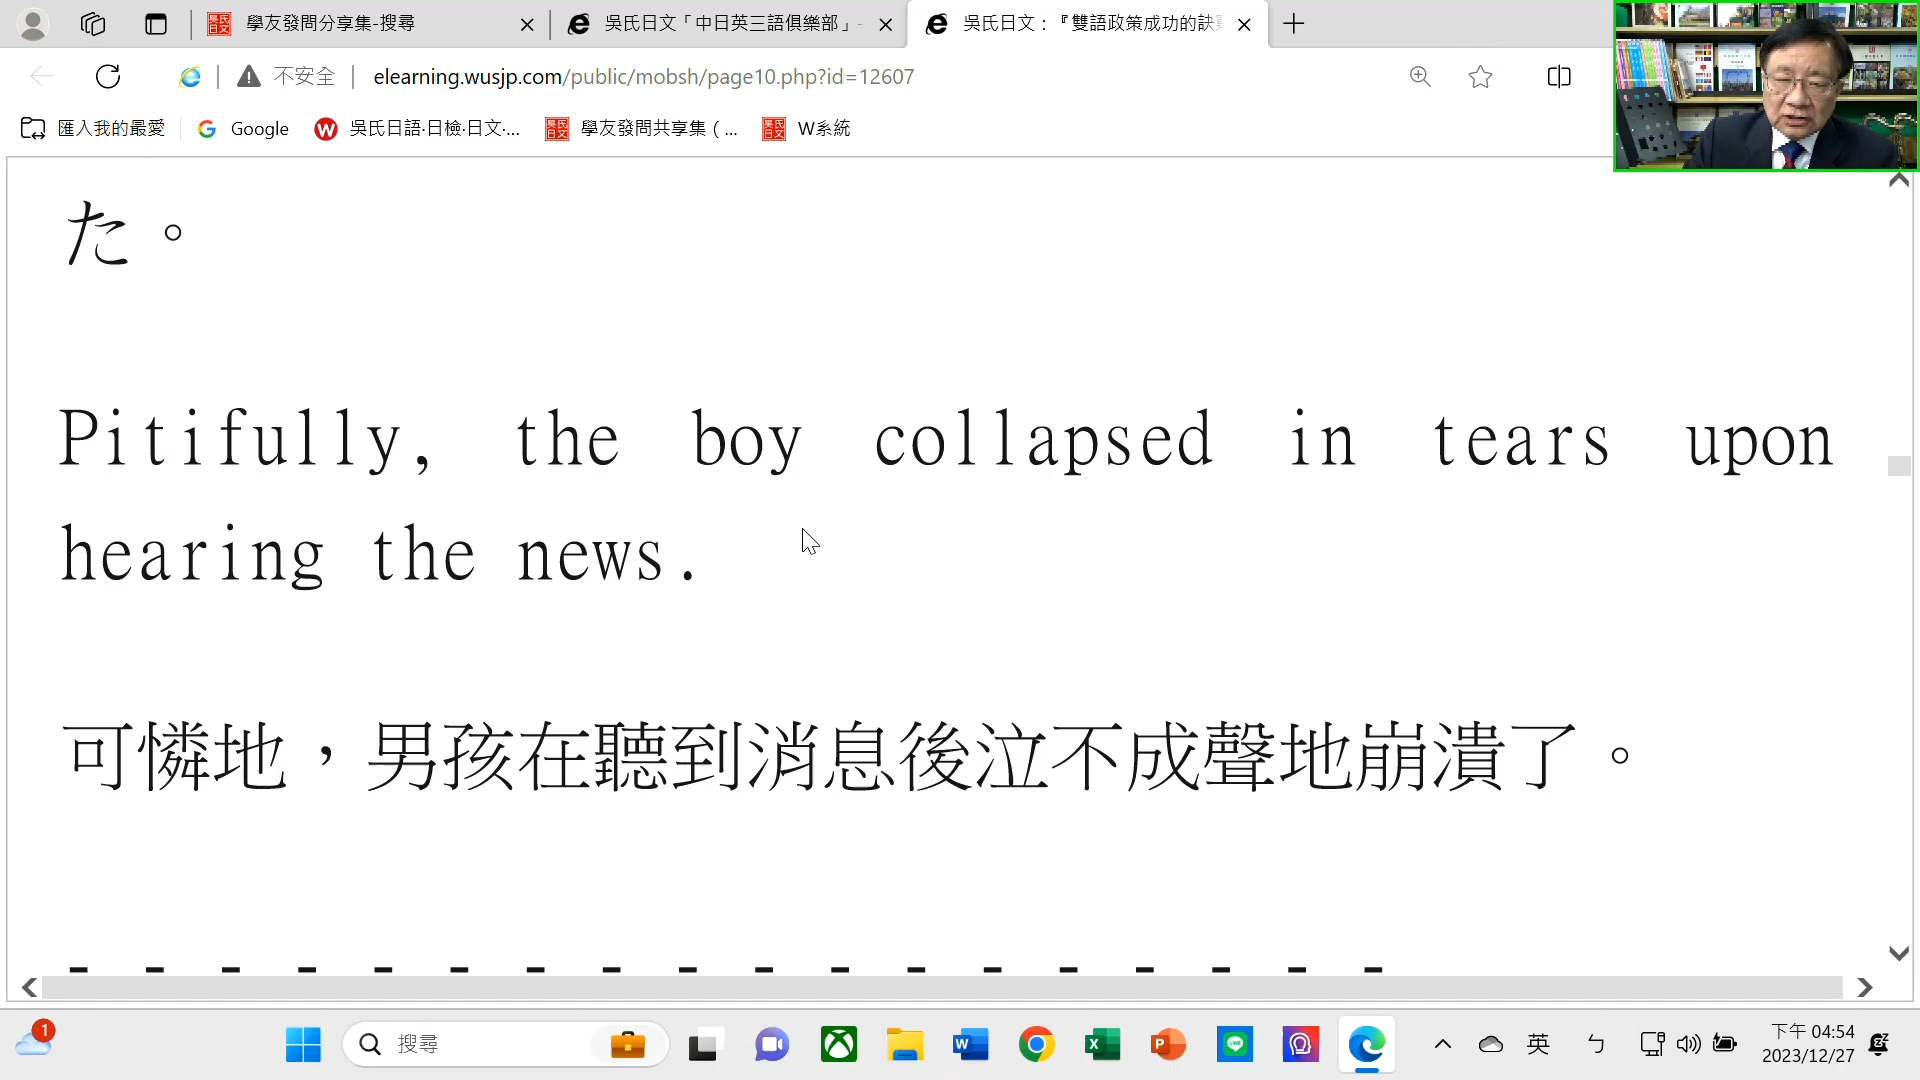 學友發問分享集-搜尋
吳氏日文「中日英三語俱樂部」-
吳氏日文：『雙語政策成功的訣
不安全
elearning.wusjp.com/public/mobsh/page10.php?id=12607
匯入我的最愛
Google
吳氏日語·日檢·日文·...
學友發問共享集（...
W系統
た。
Pitifully, the boy collapsed in tears upon
hearing the news.
可憐地，男孩在聽到消息後泣不成聲地崩潰了。
- - - - - - - - - - - - - - - - - -
1
搜尋
英
ㄅ
下午 04:54
2023/12/27